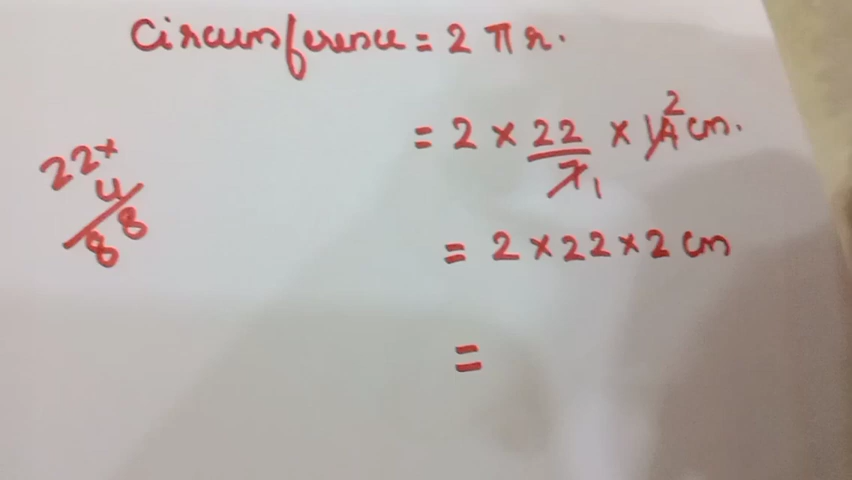 Circumference = 2 π r.
= 2 × 22/7 1 × 14 2 cm.
= 2 × 22 × 2 cm
=
22 ×
4
88